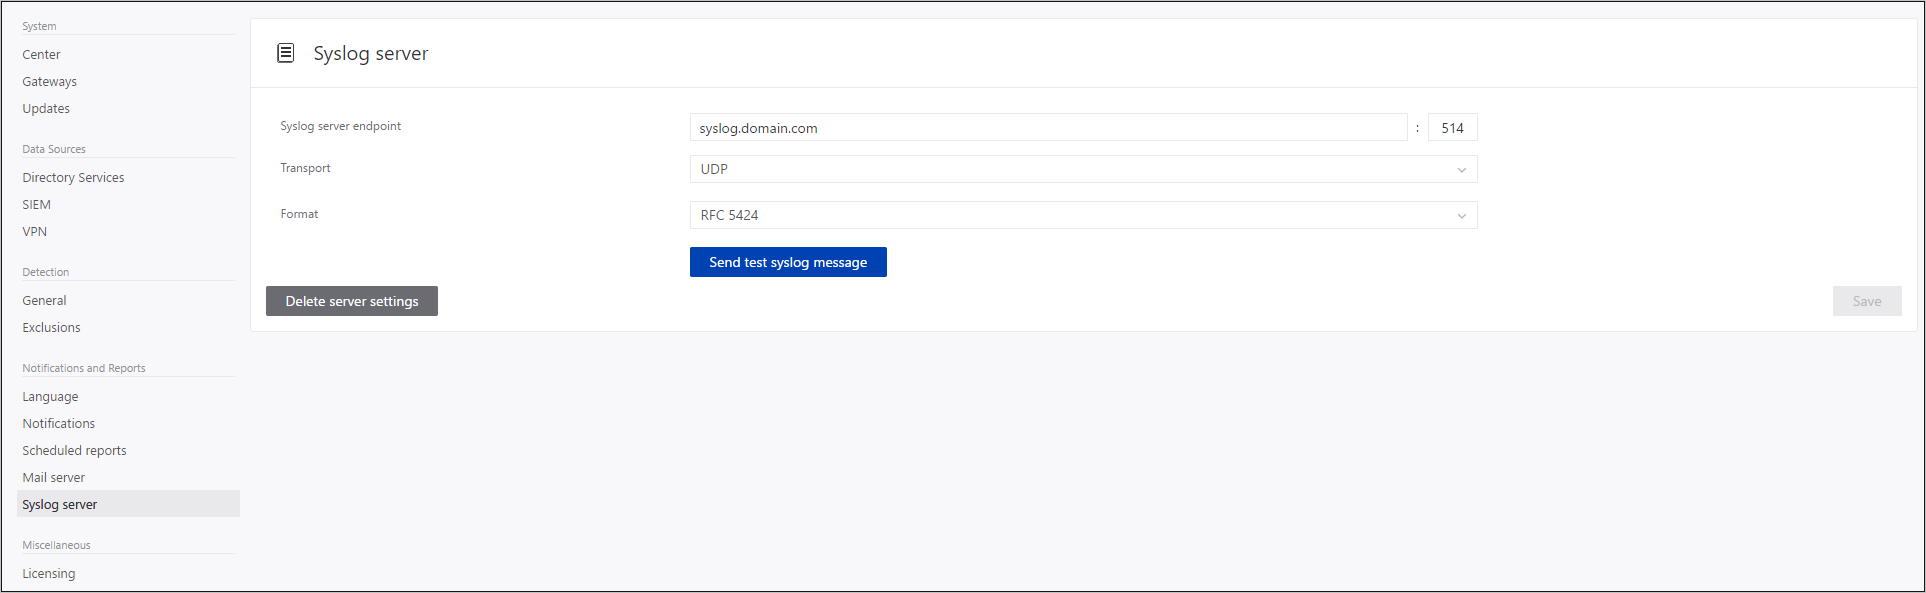 System
Center
Gateways
Updates
Data Sources
Directory Services
SIEM
VPN
Detection
General
Exclusions
Notifications and Reports
Language
Notifications
Scheduled reports
Mail server
Syslog server
Miscellaneous
Licensing
Syslog server
Syslog server endpoint
syslog.domain.com : 514
Transport
UDP
Format
RFC 5424
Send test syslog message
Delete server settings
Save